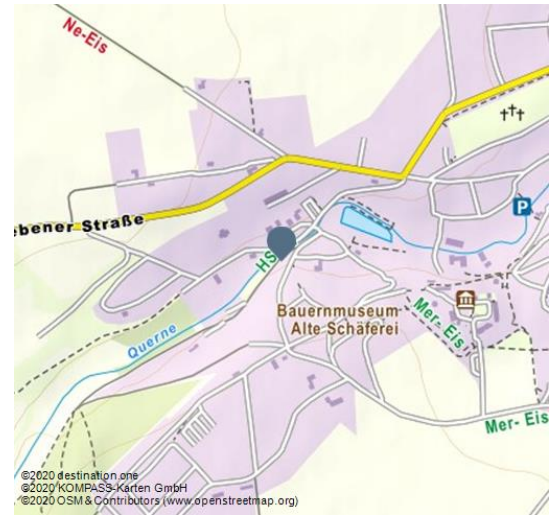 Ne-Eis
ebener Straße
HS
Querne
P
Bauernmuseum
Alte Schäferei
Mer- Eis
Mer- Eis
©2020 destination.one
©2020 KOMPASS-Karten GmbH
©2020 OSM & Contributors (www.openstreetmap.org)